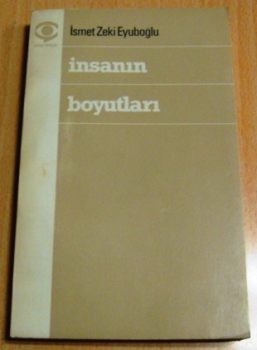 İsmet Zeki Eyuboğlu
insanın
boyutları